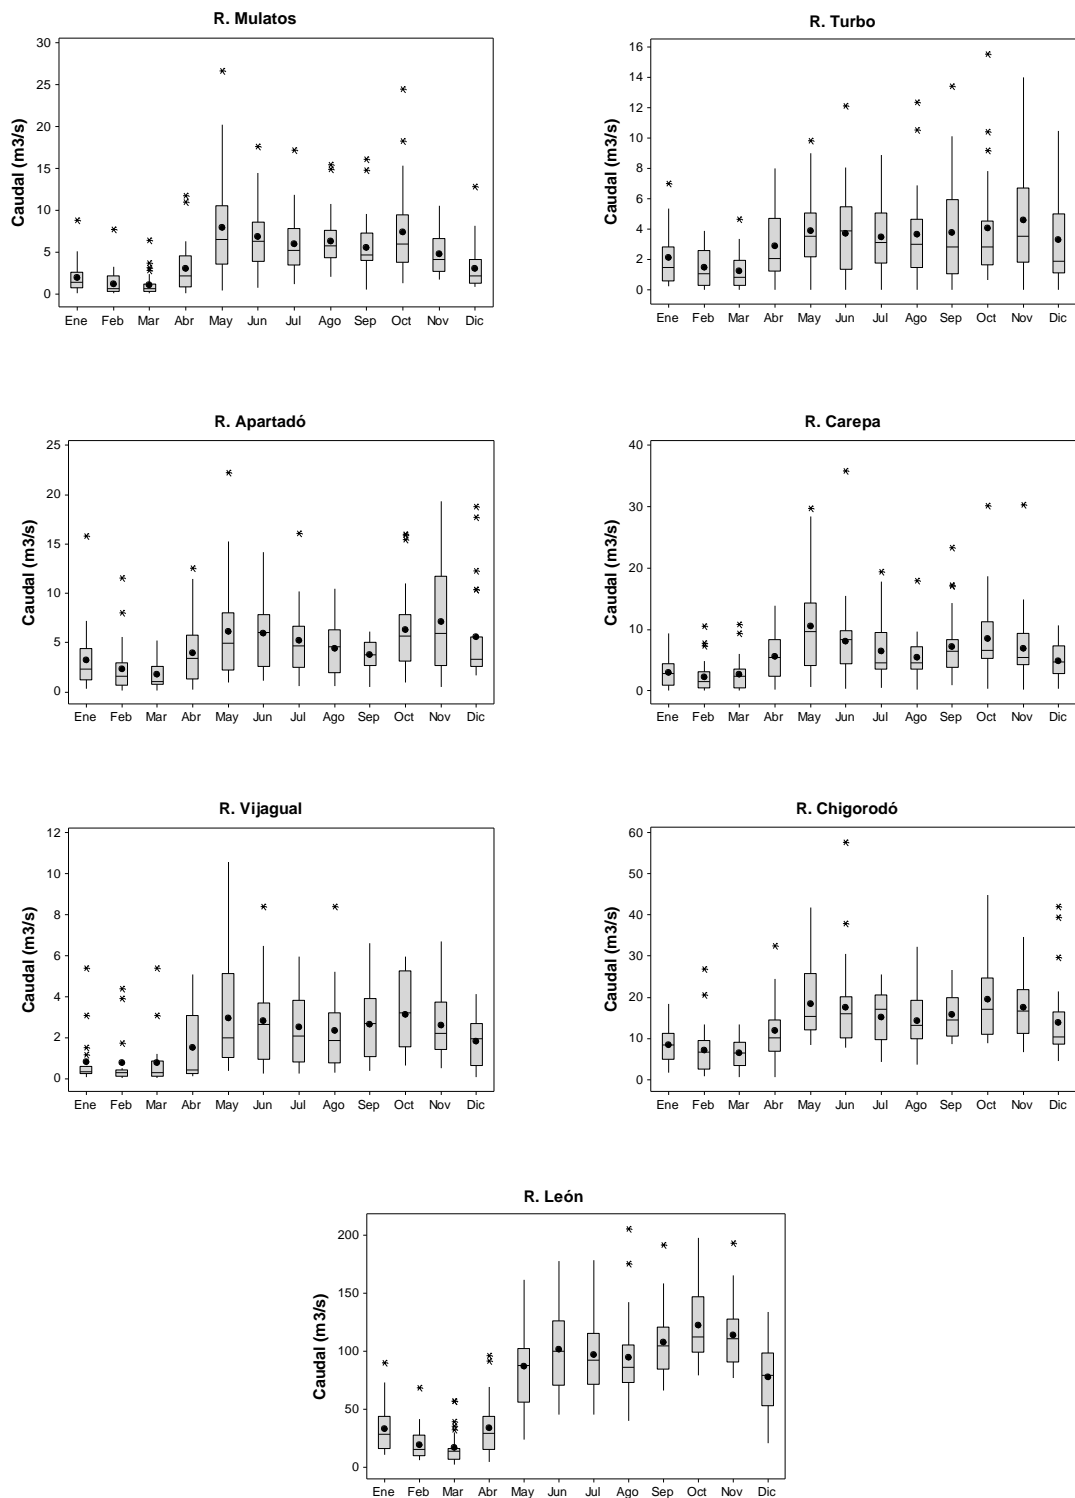 R. Mulatos
Caudal (m3/s)
30
25
20
15
10
5
0
Ene Feb Mar Abr May Jun Jul Ago Sep Oct Nov Dic
R. Turbo
Caudal (m3/s)
16
14
12
10
8
6
4
2
0
Ene Feb Mar Abr May Jun Jul Ago Sep Oct Nov Dic
R. Apartadó
Caudal (m3/s)
25
20
15
10
5
0
Ene Feb Mar Abr May Jun Jul Ago Sep Oct Nov Dic
R. Carepa
Caudal (m3/s)
40
30
20
10
0
Ene Feb Mar Abr May Jun Jul Ago Sep Oct Nov Dic
R. Vijagual
Caudal (m3/s)
12
10
8
6
4
2
0
Ene Feb Mar Abr May Jun Jul Ago Sep Oct Nov Dic
R. Chigorodó
Caudal (m3/s)
60
50
40
30
20
10
0
Ene Feb Mar Abr May Jun Jul Ago Sep Oct Nov Dic
R. León
Caudal (m3/s)
200
150
100
50
0
Ene Feb Mar Abr May Jun Jul Ago Sep Oct Nov Dic